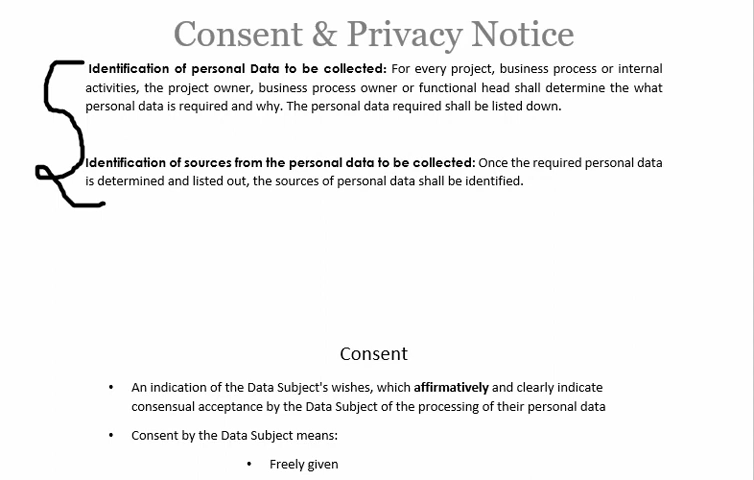 Consent & Privacy Notice
Identification of personal Data to be collected: For every project, business process or internal
activities, the project owner, business process owner or functional head shall determine the what
personal data is required and why. The personal data required shall be listed down.
Identification of sources from the personal data to be collected: Once the required personal data
is determined and listed out, the sources of personal data shall be identified.
Consent
• An indication of the Data Subject's wishes, which affirmatively and clearly indicate
consensual acceptance by the Data Subject of the processing of their personal data
• Consent by the Data Subject means:
• Freely given